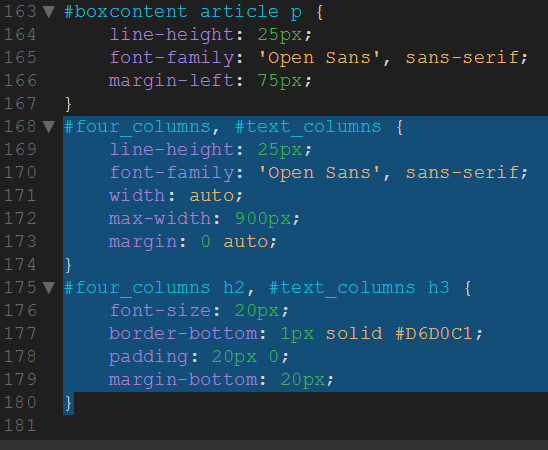 163 ▼ #boxcontent article p {
164     line-height: 25px;
165     font-family: 'Open Sans', sans-serif;
166     margin-left: 75px;
167 }
168 ▼ #four_columns, #text_columns {
169     line-height: 25px;
170     font-family: 'Open Sans', sans-serif;
171     width: auto;
172     max-width: 900px;
173     margin: 0 auto;
174 }
175 ▼ #four_columns h2, #text_columns h3 {
176     font-size: 20px;
177     border-bottom: 1px solid #D6D0C1;
178     padding: 20px 0;
179     margin-bottom: 20px;
180 }
181